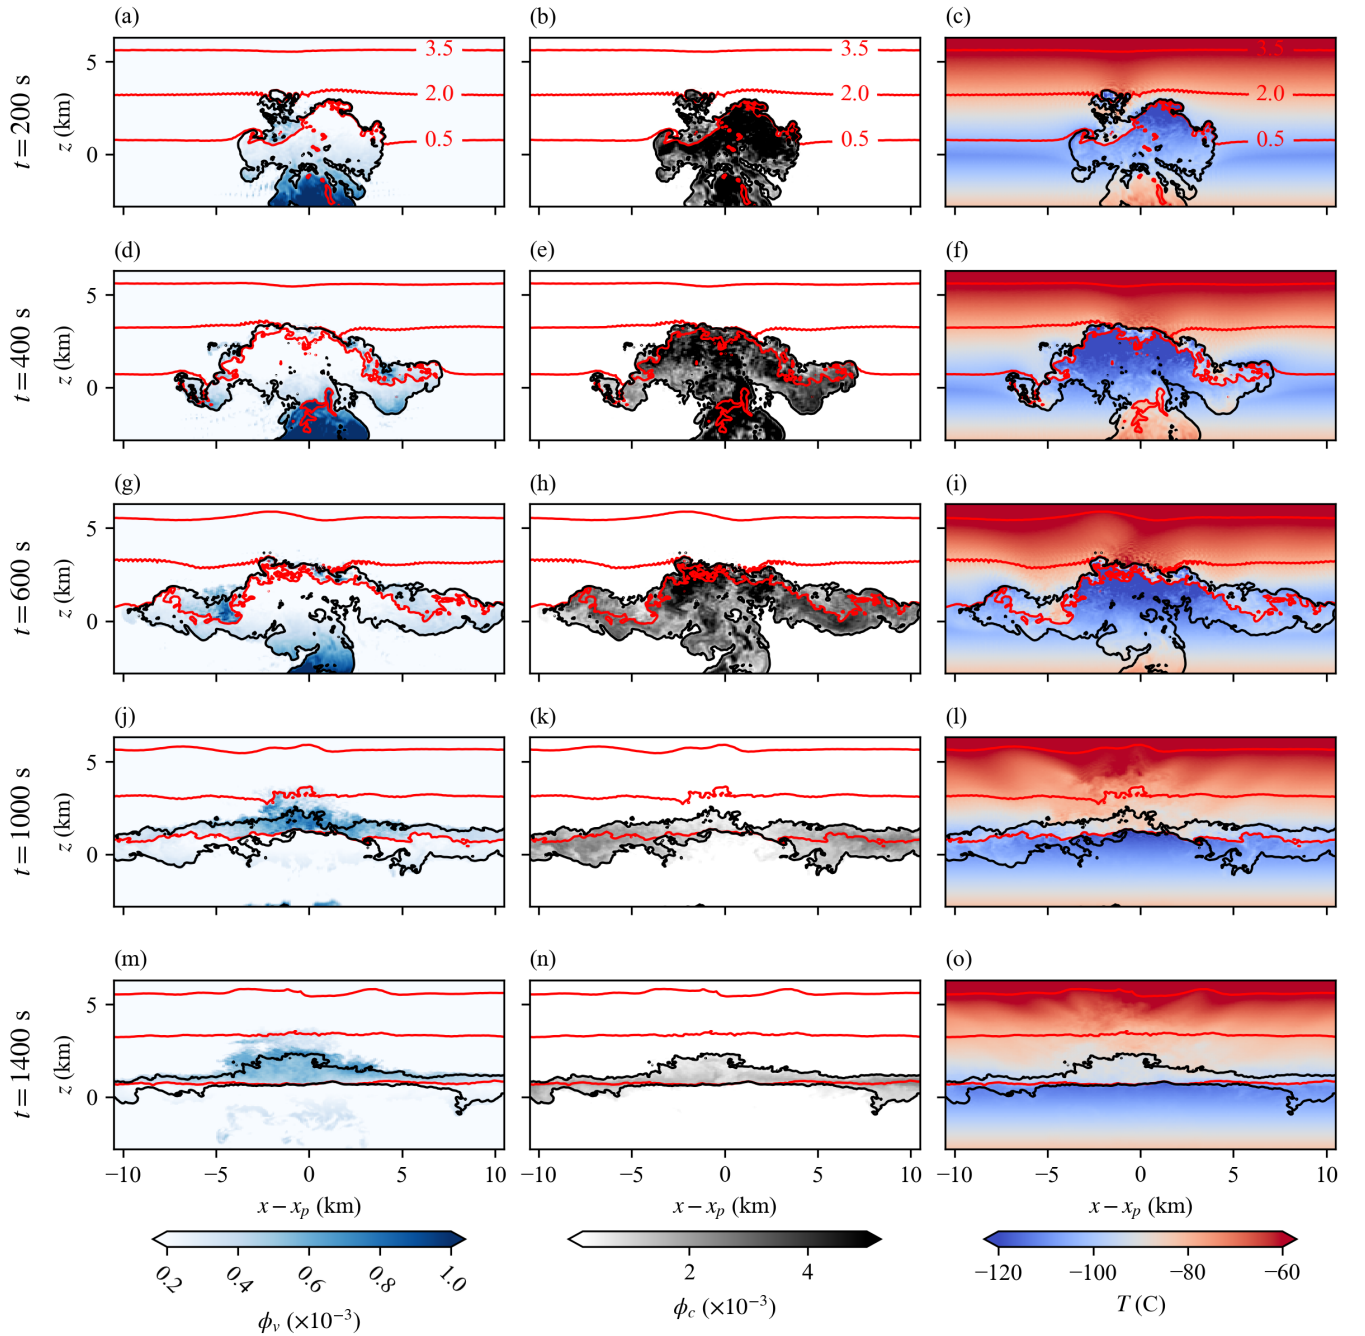 (a) (b) (c)
t = 200 s
z (km)
5
0
3.5 3.5 3.5
2.0 2.0 2.0
0.5 0.5 0.5
(d) (e) (f)
t = 400 s
z (km)
5
0
(g) (h) (i)
t = 600 s
z (km)
5
0
(j) (k) (l)
t = 1000 s
z (km)
5
0
(m) (n) (o)
t = 1400 s
z (km)
5
0
−10 −5 0 5 10 −10 −5 0 5 10 −10 −5 0 5 10
x − x_p (km) x − x_p (km) x − x_p (km)
0.2 0.4 0.6 0.8 1.0 2 4 −120 −100 −80 −60
ϕ_v (×10⁻³) ϕ_c (×10⁻³) T (C)